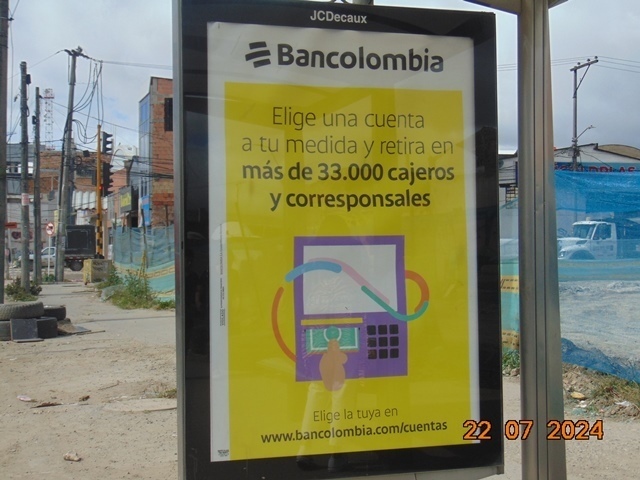 JCDecaux
Bancolombia
Elige una cuenta
a tu medida y retira en
más de 33.000 cajeros
y corresponsales
Elige la tuya en
www.bancolombia.com/cuentas
22 07 2024